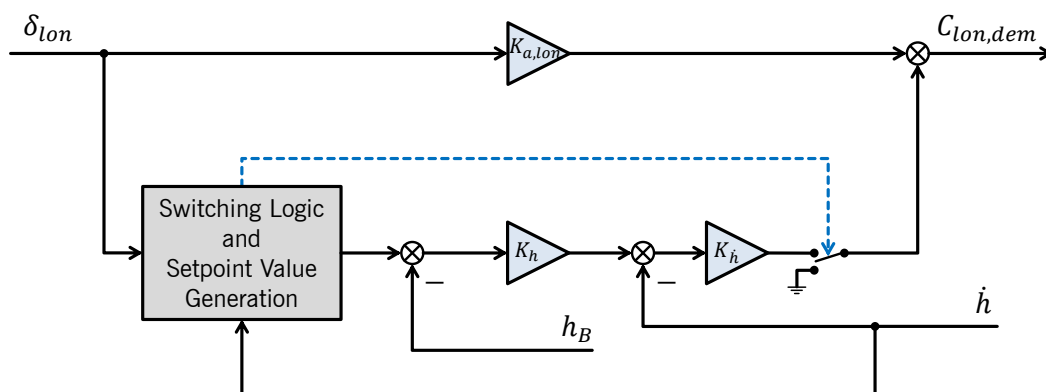 δ_lon
K_a,lon
C_lon,dem
Switching Logic
and
Setpoint Value
Generation
K_h
K_ḣ
−
−
h_B
ḣ